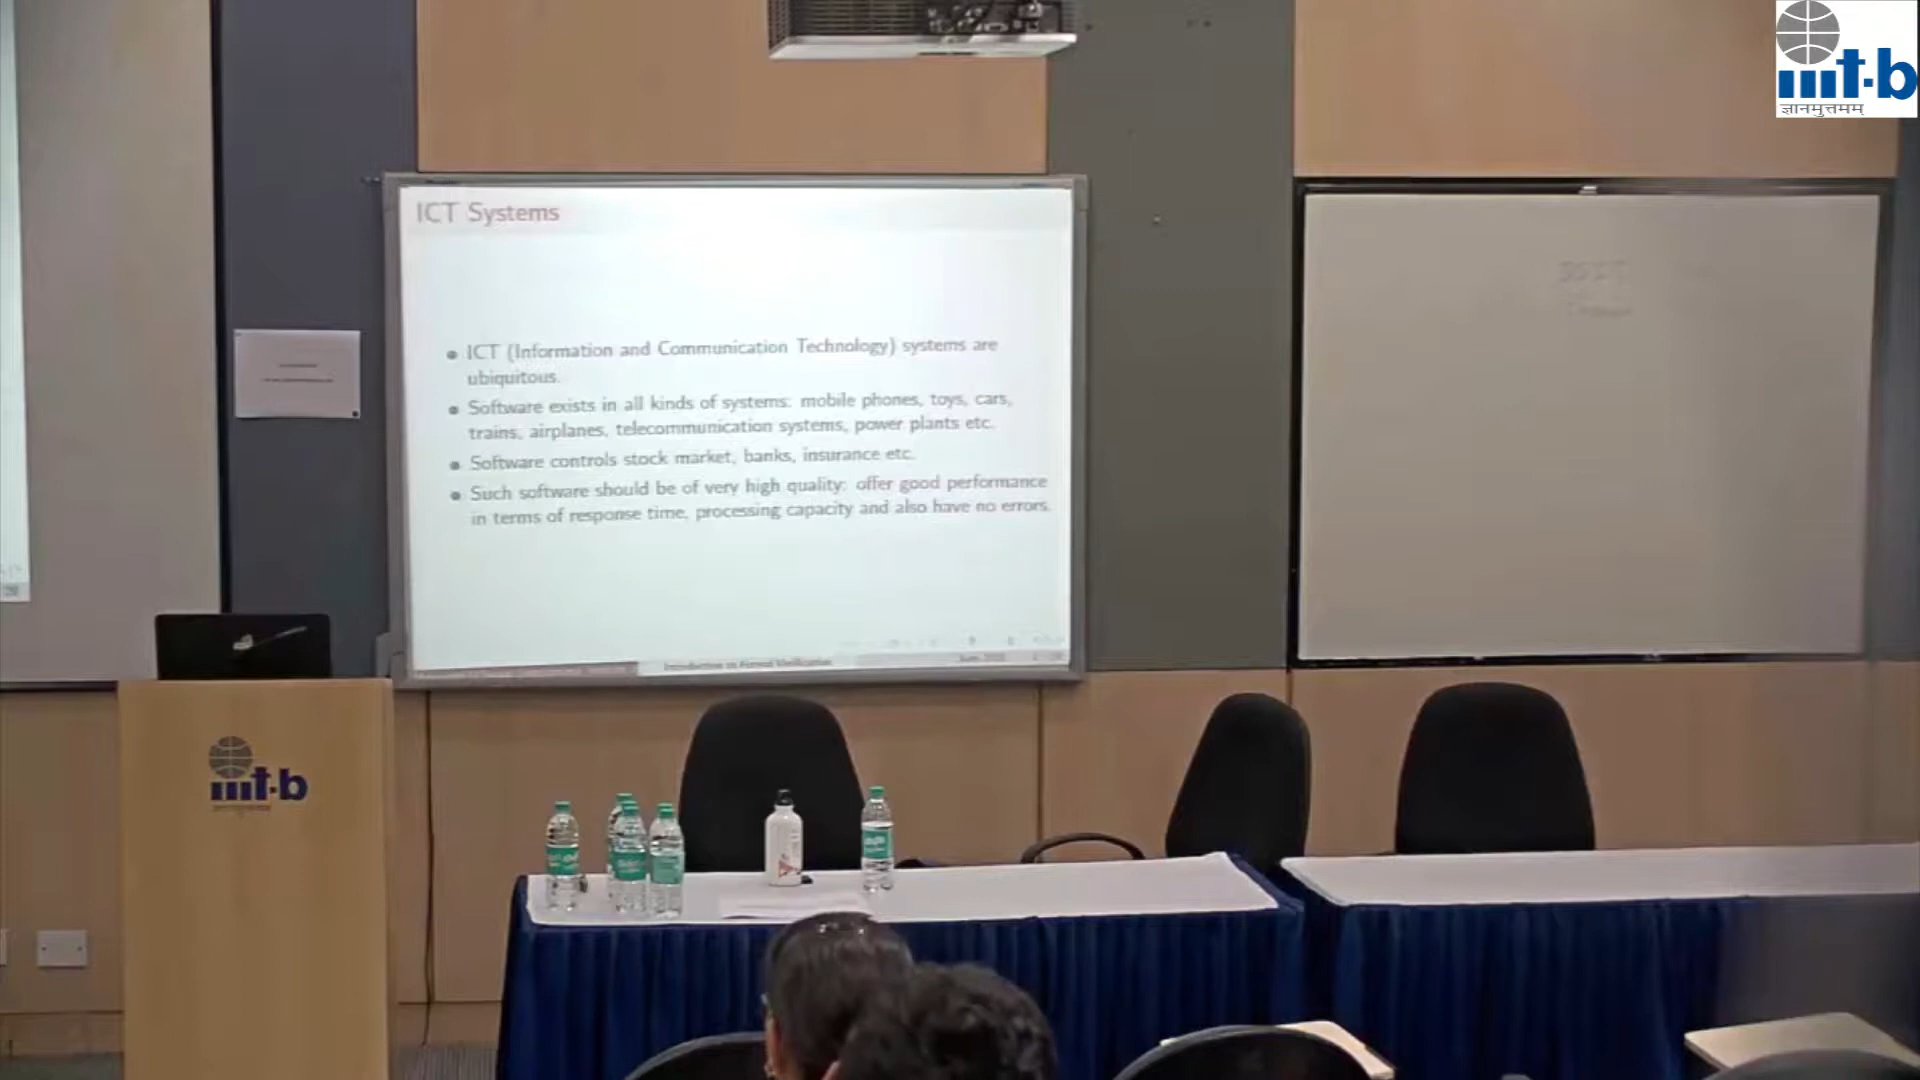 iiit-b
ज्ञानमुत्तमम्
ICT Systems
ICT (Information and Communication Technology) systems are
ubiquitous.
Software exists in all kinds of systems: mobile phones, toys, cars,
trains, airplanes, telecommunication systems, power plants etc.
Software controls stock market, banks, insurance etc.
Such software should be of very high quality: offer good performance
in terms of response time, processing capacity and also have no errors.
Introduction to Formal Verification
iiit-b